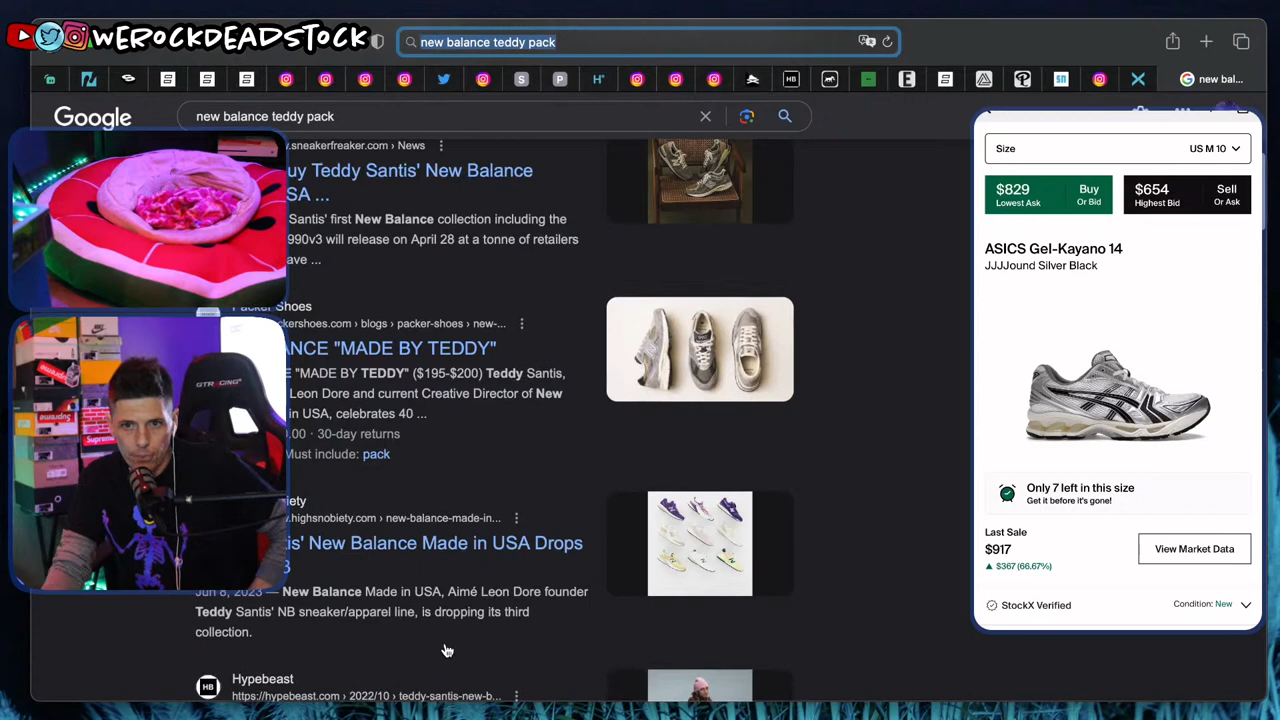 WEROCKDEADSTOCK
new balance teddy pack
new bal...
Google
new balance teddy pack
.sneakerfreaker.com › News
uy Teddy Santis' New Balance
SA ...
Santis' first New Balance collection including the
990v3 will release on April 28 at a tonne of retailers
ave ...
Packer Shoes
ckershoes.com › blogs › packer-shoes › new-...
ANCE "MADE BY TEDDY"
E "MADE BY TEDDY" ($195-$200) Teddy Santis,
Leon Dore and current Creative Director of New
in USA, celebrates 40 ...
0.00 · 30-day returns
Must include: pack
iety
.highsnobiety.com › new-balance-made-in...
tis' New Balance Made in USA Drops
Jun 8, 2023 — New Balance Made in USA, Aimé Leon Dore founder
Teddy Santis' NB sneaker/apparel line, is dropping its third
collection.
HB
Hypebeast
https://hypebeast.com › 2022/10 › teddy-santis-new-b...
GTRACING
Supreme
Size
US M 10
$829
Lowest Ask
Buy
Or Bid
$654
Highest Bid
Sell
Or Ask
ASICS Gel-Kayano 14
JJJJound Silver Black
Only 7 left in this size
Get it before it's gone!
Last Sale
$917
▲ $367 (66.67%)
View Market Data
StockX Verified
Condition: New